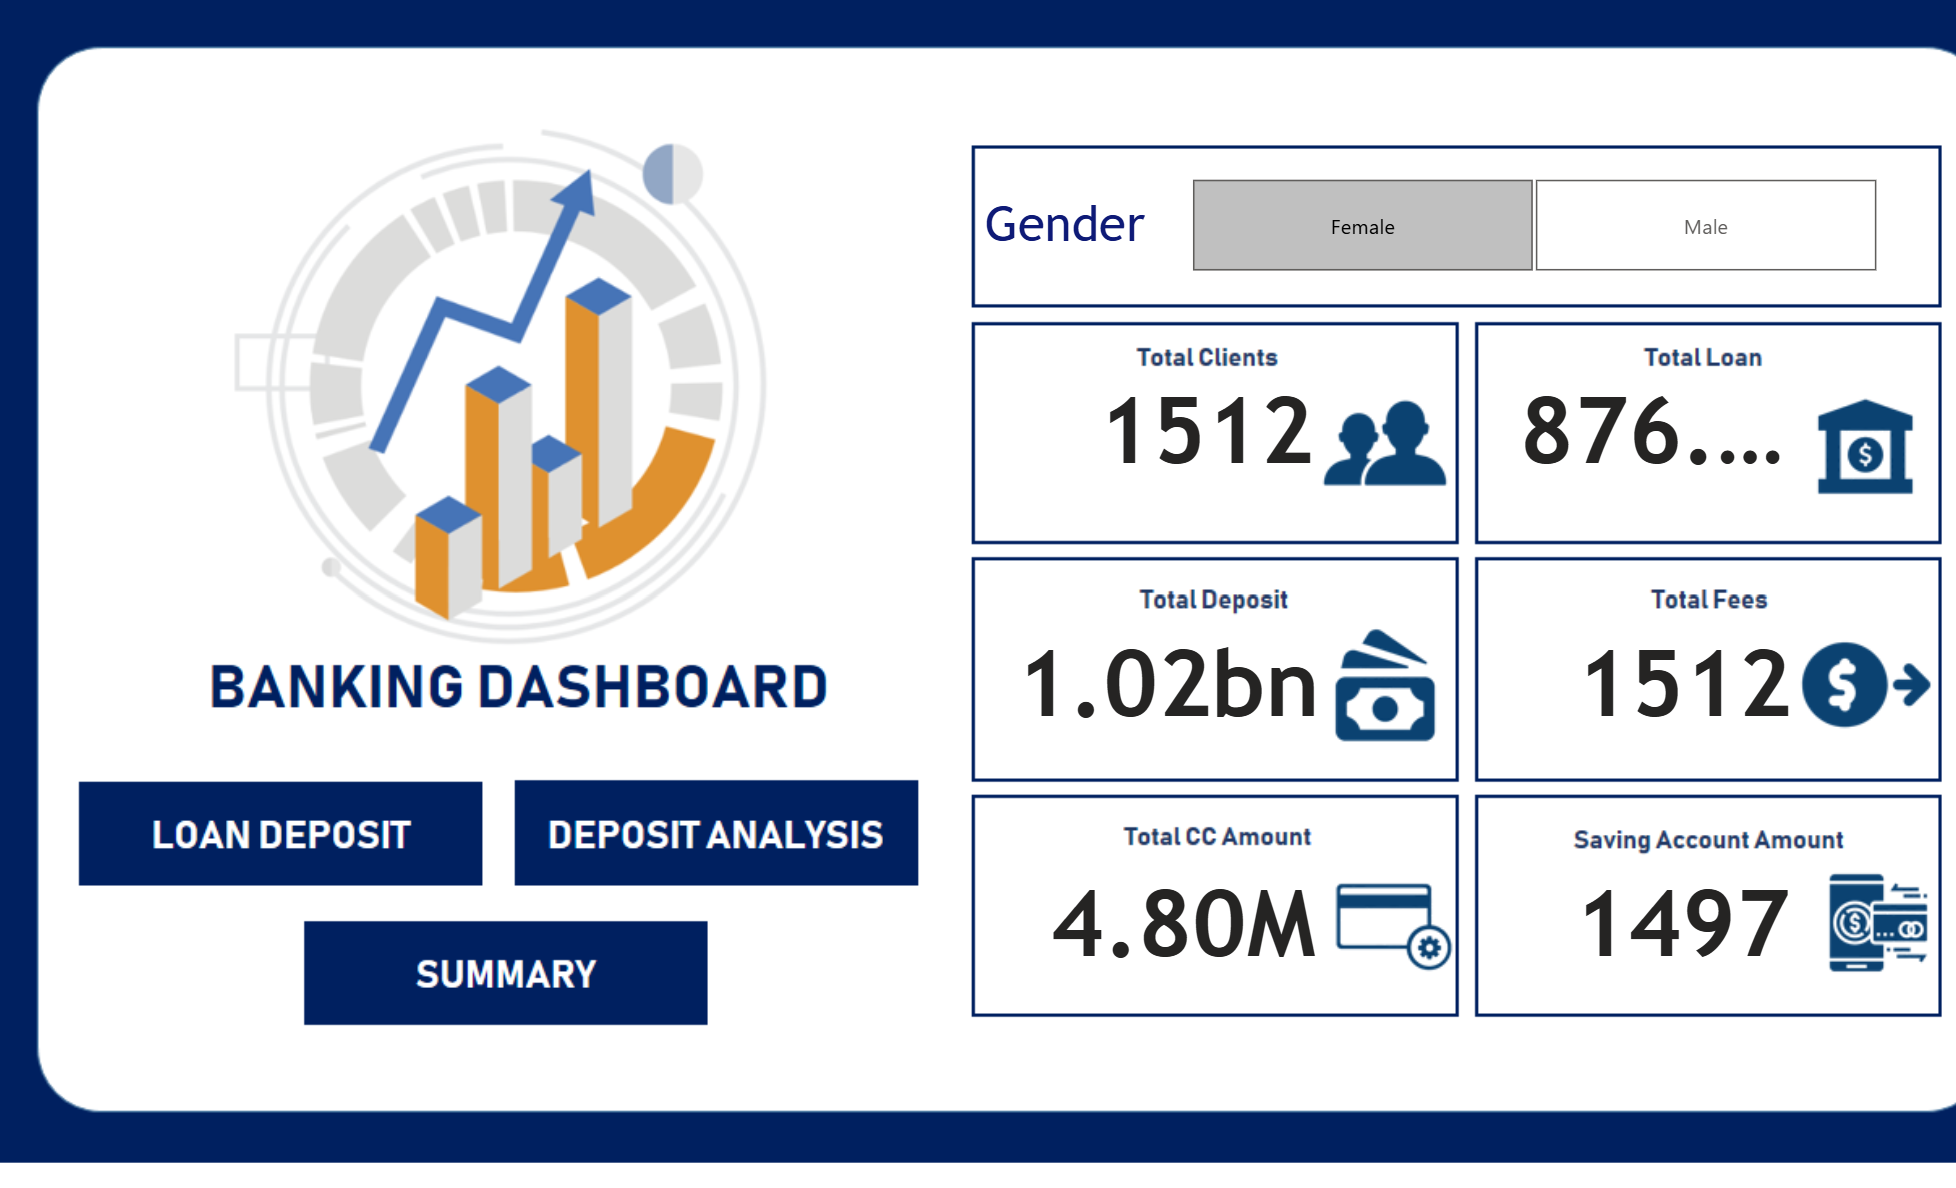 Gender
Female
Male
Total Clients
1512
Total Loan
876....
$
Total Deposit
1.02bn
Total Fees
1512
$
Total CC Amount
4.80M
Saving Account Amount
1497
$
BANKING DASHBOARD
LOAN DEPOSIT
DEPOSIT ANALYSIS
SUMMARY